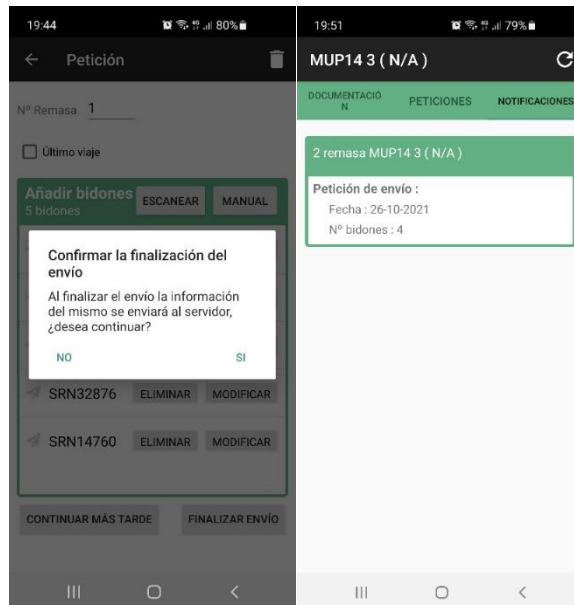 19:44
80%
Petición
Nº Remasa 1
Último viaje
Añadir bidones
5 bidones
ESCANEAR
MANUAL
Confirmar la finalización del
envío
Al finalizar el envío la información
del mismo se enviará al servidor,
¿desea continuar?
NO
SI
SRN32876
ELIMINAR
MODIFICAR
SRN14760
ELIMINAR
MODIFICAR
CONTINUAR MÁS TARDE
FINALIZAR ENVÍO
19:51
79%
MUP14 3 ( N/A )
DOCUMENTACIÓ
N
PETICIONES
NOTIFICACIONES
2 remasa MUP14 3 ( N/A )
Petición de envío :
Fecha : 26-10-2021
Nº bidones : 4